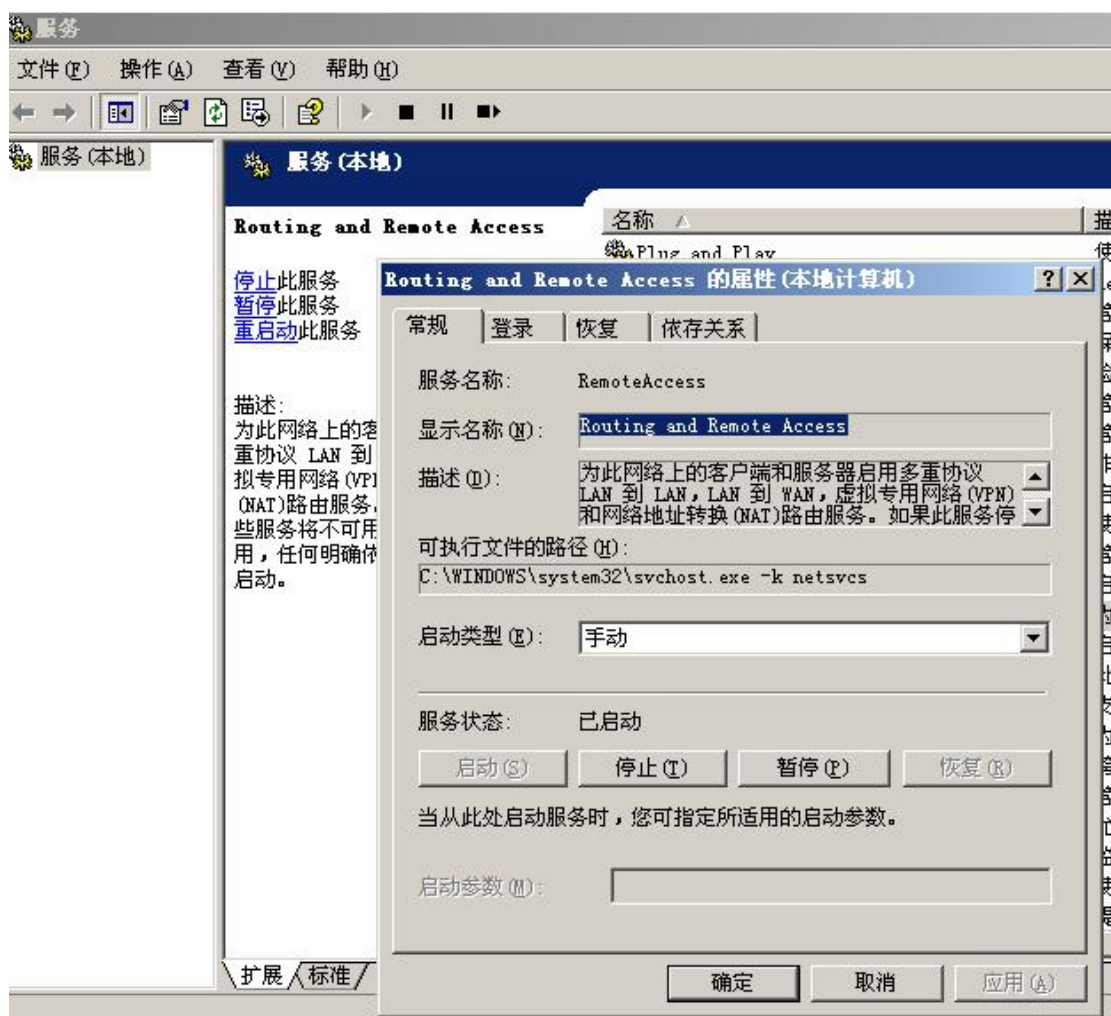 服务
文件(F) 操作(A) 查看(V) 帮助(H)
服务(本地)
服务(本地)
Routing and Remote Access
停止此服务
暂停此服务
重启动此服务
描述:
为此网络上的客
重协议 LAN 到
拟专用网络(VPN
(NAT)路由服务
些服务将不可用
用，任何明确依
启动。
名称
描
Plug and Play
使
Routing and Remote Access 的属性(本地计算机)
常规 登录 恢复 依存关系
服务名称: RemoteAccess
显示名称(N): Routing and Remote Access
描述(D): 为此网络上的客户端和服务器启用多重协议
LAN 到 LAN，LAN 到 WAN，虚拟专用网络(VPN)
和网络地址转换(NAT)路由服务。如果此服务停
可执行文件的路径(H):
C:\WINDOWS\system32\svchost.exe -k netsvcs
启动类型(E): 手动
服务状态: 已启动
启动(S) 停止(T) 暂停(P) 恢复(R)
当从此处启动服务时，您可指定所适用的启动参数。
启动参数(M):
扩展 标准
确定 取消 应用(A)